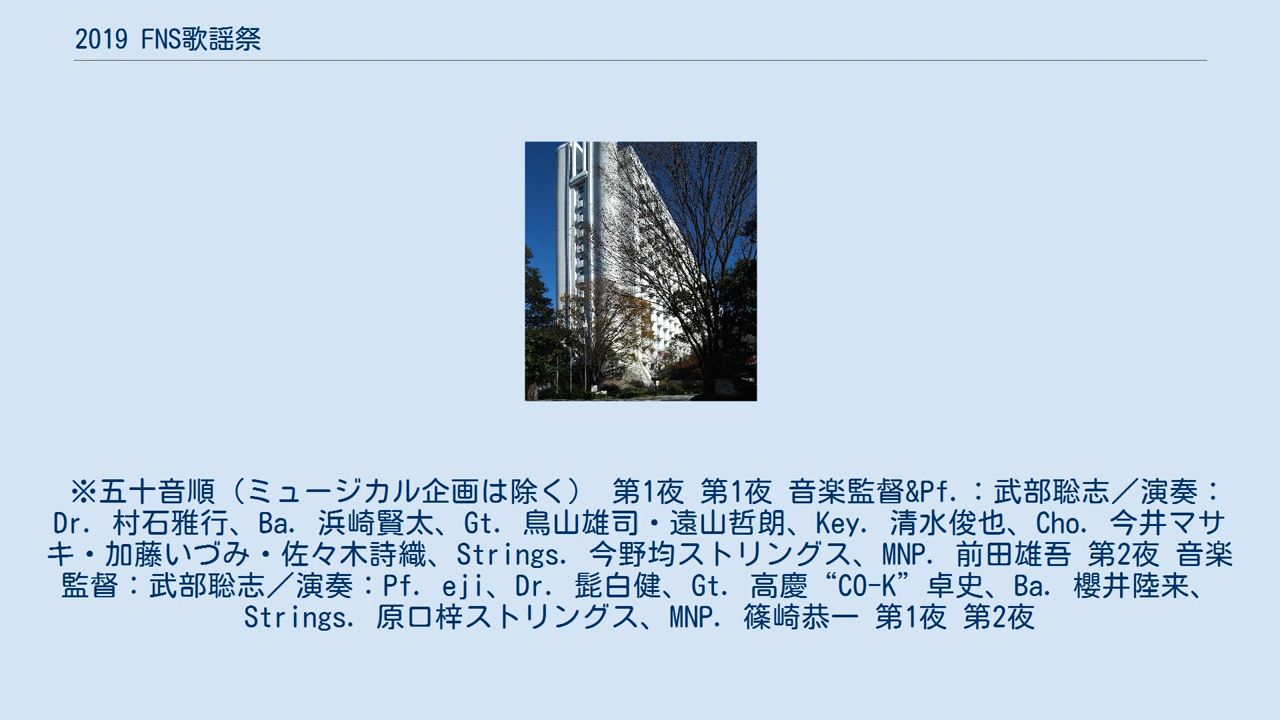 2019 FNS歌謡祭
※五十音順（ミュージカル企画は除く） 第1夜 第1夜 音楽監督&Pf.：武部聡志／演奏：
Dr. 村石雅行、Ba. 浜崎賢太、Gt. 鳥山雄司・遠山哲朗、Key. 清水俊也、Cho. 今井マサ
キ・加藤いづみ・佐々木詩織、Strings. 今野均ストリングス、MNP. 前田雄吾 第2夜 音楽
監督：武部聡志／演奏：Pf. eji、Dr. 髭白健、Gt. 高慶“CO-K”卓史、Ba. 櫻井陸来、
Strings. 原口梓ストリングス、MNP. 篠崎恭一 第1夜 第2夜